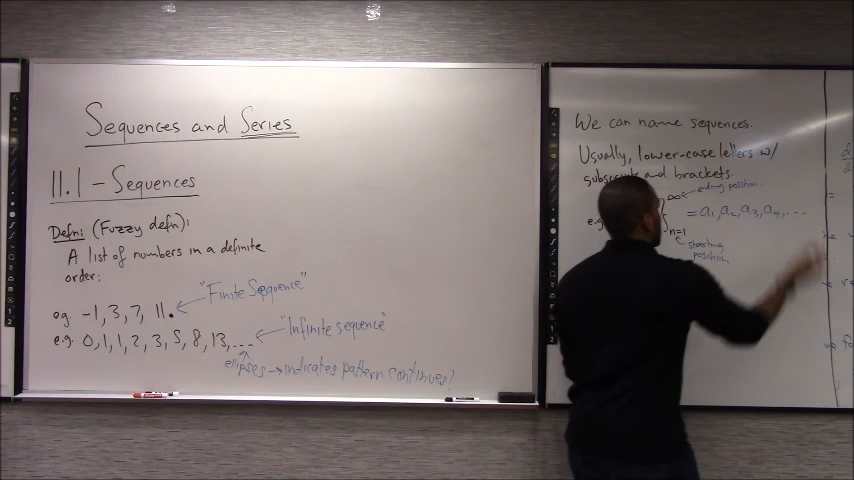 Sequences and Series
11.1 - Sequences
Defn: (Fuzzy defn):
A list of numbers in a definite
order:
e.g. -1, 3, 7, 11. "Finite Sequence"
e.g. 0, 1, 1, 2, 3, 5, 8, 13, ... "Infinite sequence"
ellipses → indicates pattern continues!
We can name sequences.
Usually, lower-case letters w/
subscripts and brackets.
e.g. } ∞ ← eding position.
n=1 = a1, a2, a3, a4, ...
starting
position